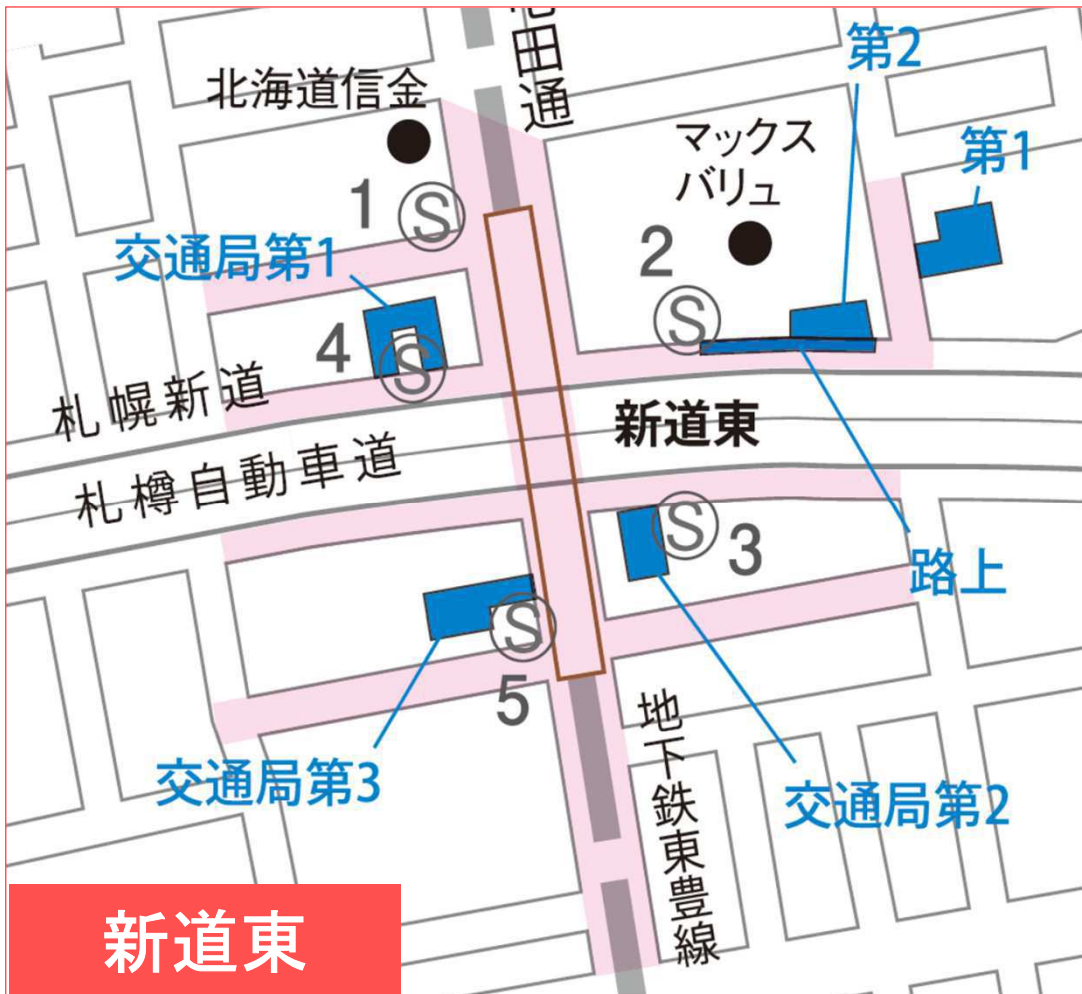 田通
第2
北海道信金
マックス
バリュ
第1
1
S
2
S
交通局第1
4
S
札幌新道
新道東
札樽自動車道
S
3
路上
S
5
地下鉄東豊線
交通局第3
交通局第2
新道東